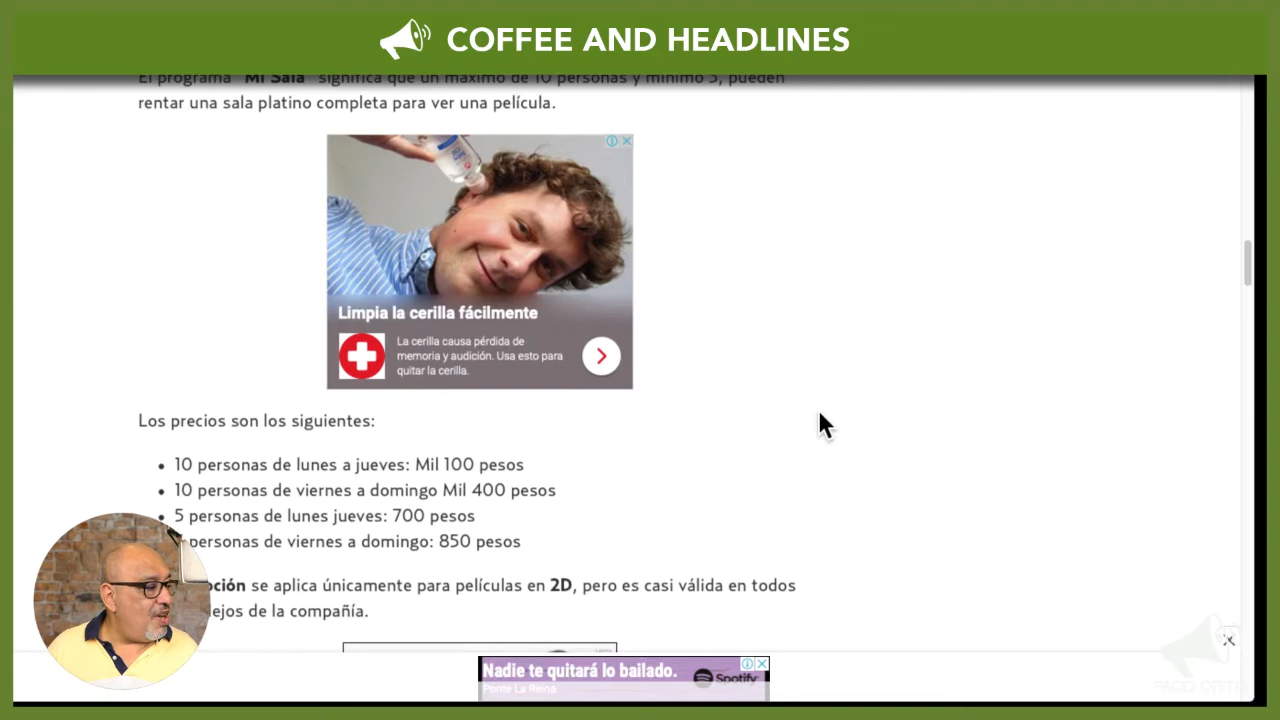 COFFEE AND HEADLINES
El programa "Mi Sala" significa que un máximo de 10 personas y mínimo 5, pueden
rentar una sala platino completa para ver una película.
Limpia la cerilla fácilmente
La cerilla causa pérdida de
memoria y audición. Usa esto para
quitar la cerilla.
Los precios son los siguientes:
• 10 personas de lunes a jueves: Mil 100 pesos
• 10 personas de viernes a domingo Mil 400 pesos
• 5 personas de lunes jueves: 700 pesos
personas de viernes a domingo: 850 pesos
oción se aplica únicamente para películas en 2D, pero es casi válida en todos
lejos de la compañía.
Nadie te quitará lo bailado.
Spotify
Ponte La Reina